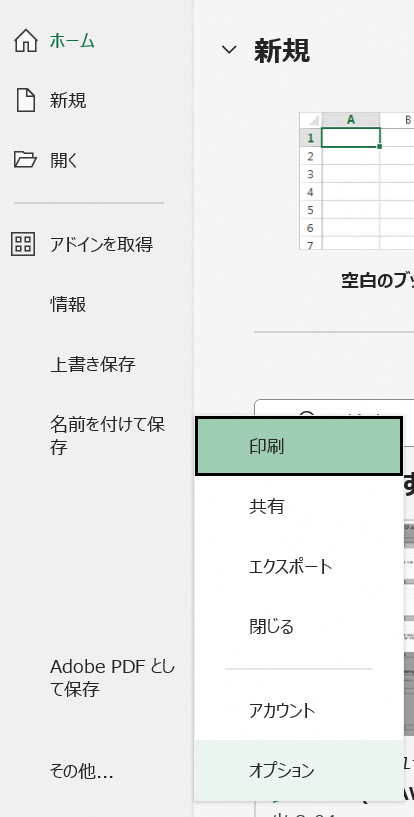 ホーム
新規
開く
アドインを取得
情報
上書き保存
名前を付けて保
存
Adobe PDF とし
て保存
その他...
新規
A
B
1
2
3
4
5
6
7
空白のブッ
印刷
共有
エクスポート
閉じる
アカウント
オプション